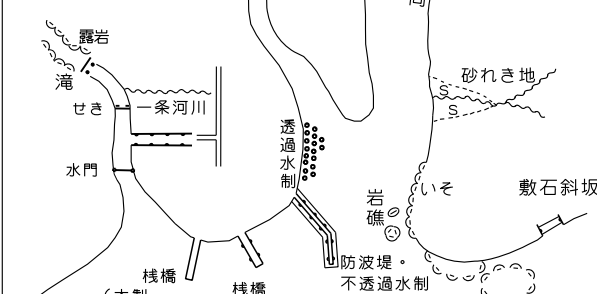 露岩
滝
せき
一条河川
水門
透過水制
砂れき地
S
S
岩礁
いそ
敷石斜坂
桟橋
桟橋
防波堤。
不透過水制